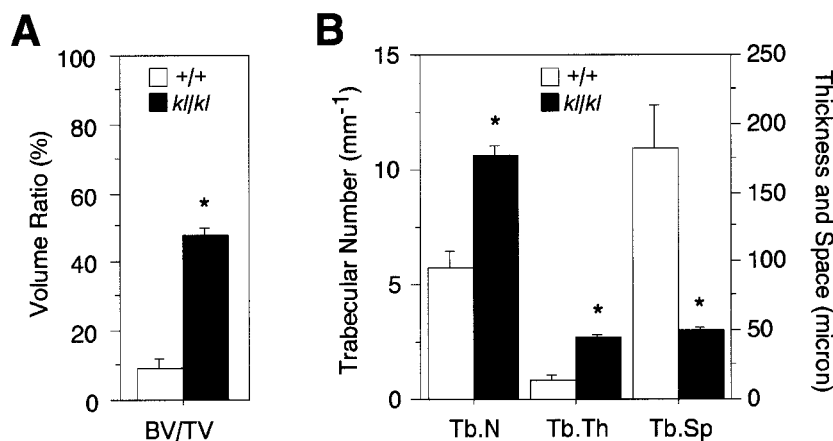 A
Volume Ratio (%)
100
80
60
40
20
0
+/+
kl/kl
*
BV/TV
B
Trabecular Number (mm-1)
15
10
5
0
+/+
kl/kl
*
*
*
Tb.N Tb.Th Tb.Sp
250
200
150
100
50
0
Thickness and Space (micron)